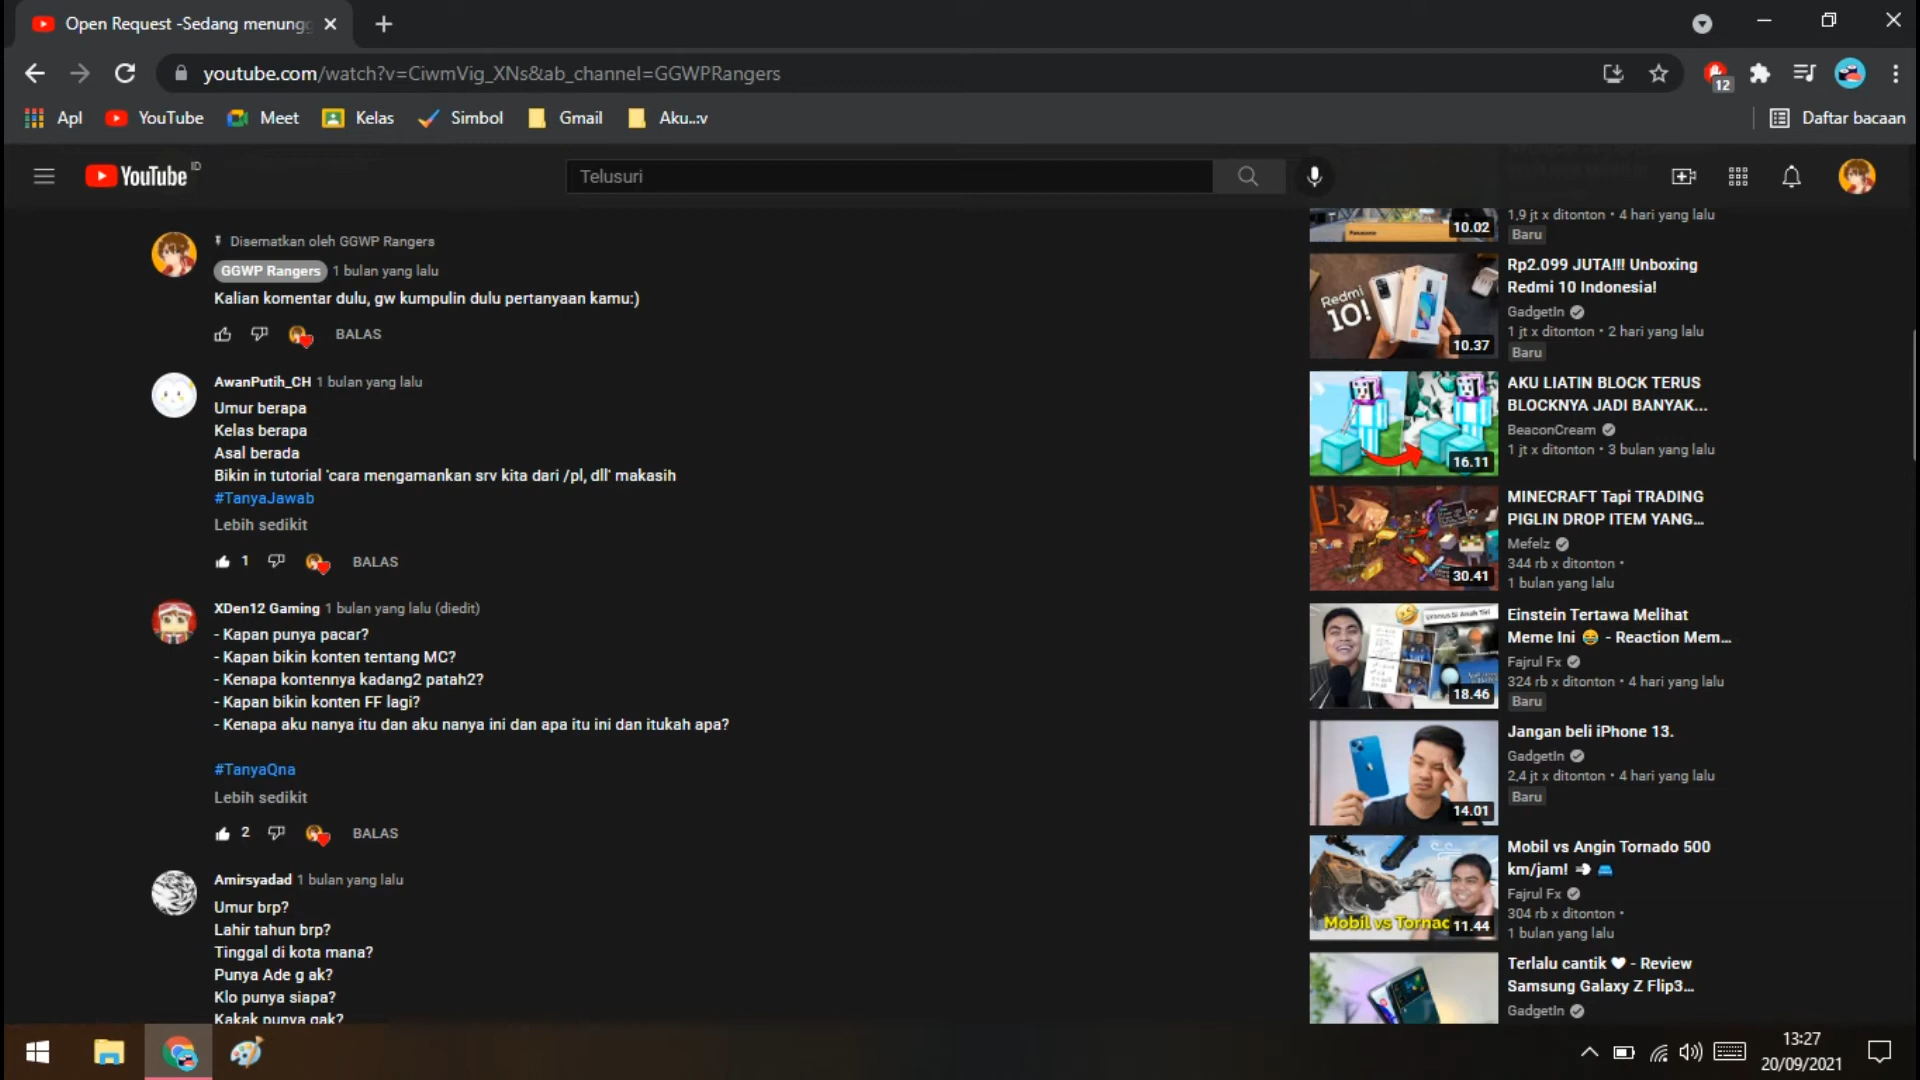 Open Request -Sedang menungg
youtube.com/watch?v=CiwmVig_XNs&ab_channel=GGWPRangers
12
Apl
YouTube
Meet
Kelas
Simbol
Gmail
Aku..:v
Daftar bacaan
YouTube ID
Telusuri
Disematkan oleh GGWP Rangers
GGWP Rangers 1 bulan yang lalu
Kalian komentar dulu, gw kumpulin dulu pertanyaan kamu:)
BALAS
AwanPutih_CH 1 bulan yang lalu
Umur berapa
Kelas berapa
Asal berada
Bikin in tutorial 'cara mengamankan srv kita dari /pl, dll' makasih
#TanyaJawab
Lebih sedikit
1 BALAS
XDen12 Gaming 1 bulan yang lalu (diedit)
- Kapan punya pacar?
- Kapan bikin konten tentang MC?
- Kenapa kontennya kadang2 patah2?
- Kapan bikin konten FF lagi?
- Kenapa aku nanya itu dan aku nanya ini dan apa itu ini dan itukah apa?
#TanyaQna
Lebih sedikit
2 BALAS
Amirsyadad 1 bulan yang lalu
Umur brp?
Lahir tahun brp?
Tinggal di kota mana?
Punya Ade g ak?
Klo punya siapa?
Kakak punya gak?
10.02
1,9 jt x ditonton • 4 hari yang lalu
Baru
Redmi
10!
10.37
Rp2.099 JUTA!!! Unboxing
Redmi 10 Indonesia!
GadgetIn
1 jt x ditonton • 2 hari yang lalu
Baru
16.11
AKU LIATIN BLOCK TERUS
BLOCKNYA JADI BANYAK...
BeaconCream
1 jt x ditonton • 3 bulan yang lalu
30.41
MINECRAFT Tapi TRADING
PIGLIN DROP ITEM YANG...
Mefelz
344 rb x ditonton •
1 bulan yang lalu
18.46
Einstein Tertawa Melihat
Meme Ini 😂 - Reaction Mem...
Fajrul Fx
324 rb x ditonton • 4 hari yang lalu
Baru
14.01
Jangan beli iPhone 13.
GadgetIn
2,4 jt x ditonton • 4 hari yang lalu
Baru
Mobil vs Tornad
11.44
Mobil vs Angin Tornado 500
km/jam!
Fajrul Fx
304 rb x ditonton •
1 bulan yang lalu
Terlalu cantik - Review
Samsung Galaxy Z Flip3...
GadgetIn
13:27
20/09/2021